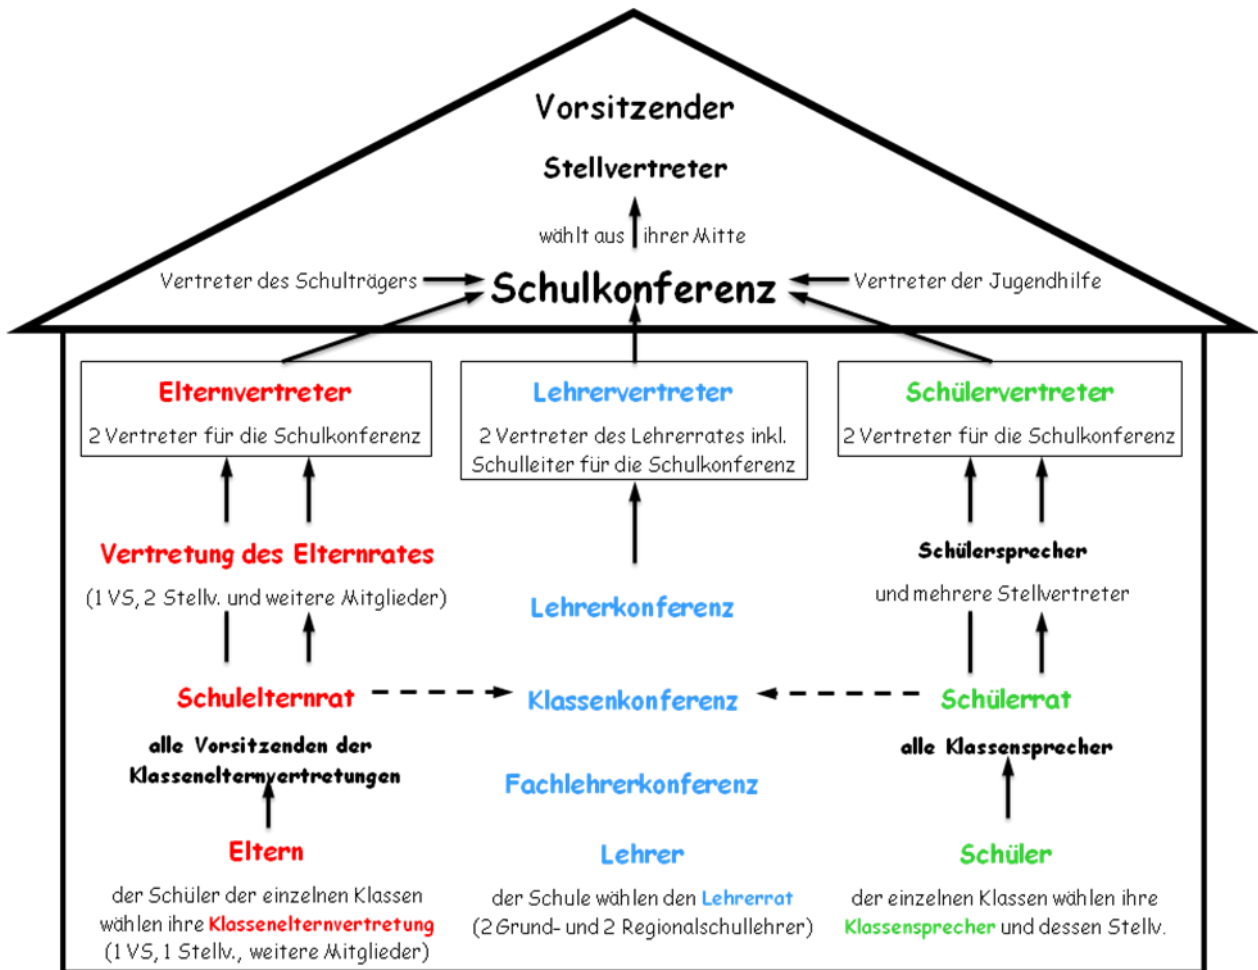 Vorsitzender
Stellvertreter
wählt aus ihrer Mitte
Vertreter des Schulträgers
Schulkonferenz
Vertreter der Jugendhilfe
Elternvertreter
2 Vertreter für die Schulkonferenz
Lehrervertreter
2 Vertreter des Lehrerrates inkl.
Schulleiter für die Schulkonferenz
Schülervertreter
2 Vertreter für die Schulkonferenz
Vertretung des Elternrates
(1 VS, 2 Stellv. und weitere Mitglieder)
Lehrerkonferenz
Schülersprecher
und mehrere Stellvertreter
Schulelternrat
alle Vorsitzenden der
Klassenelternvertretungen
Klassenkonferenz
Schülerrat
alle Klassensprecher
Fachlehrerkonferenz
Eltern
der Schüler der einzelnen Klassen
wählen ihre Klassenelternvertretung
(1 VS, 1 Stellv., weitere Mitglieder)
Lehrer
der Schule wählen den Lehrerrat
(2 Grund- und 2 Regionalschullehrer)
Schüler
der einzelnen Klassen wählen ihre
Klassensprecher und dessen Stellv.